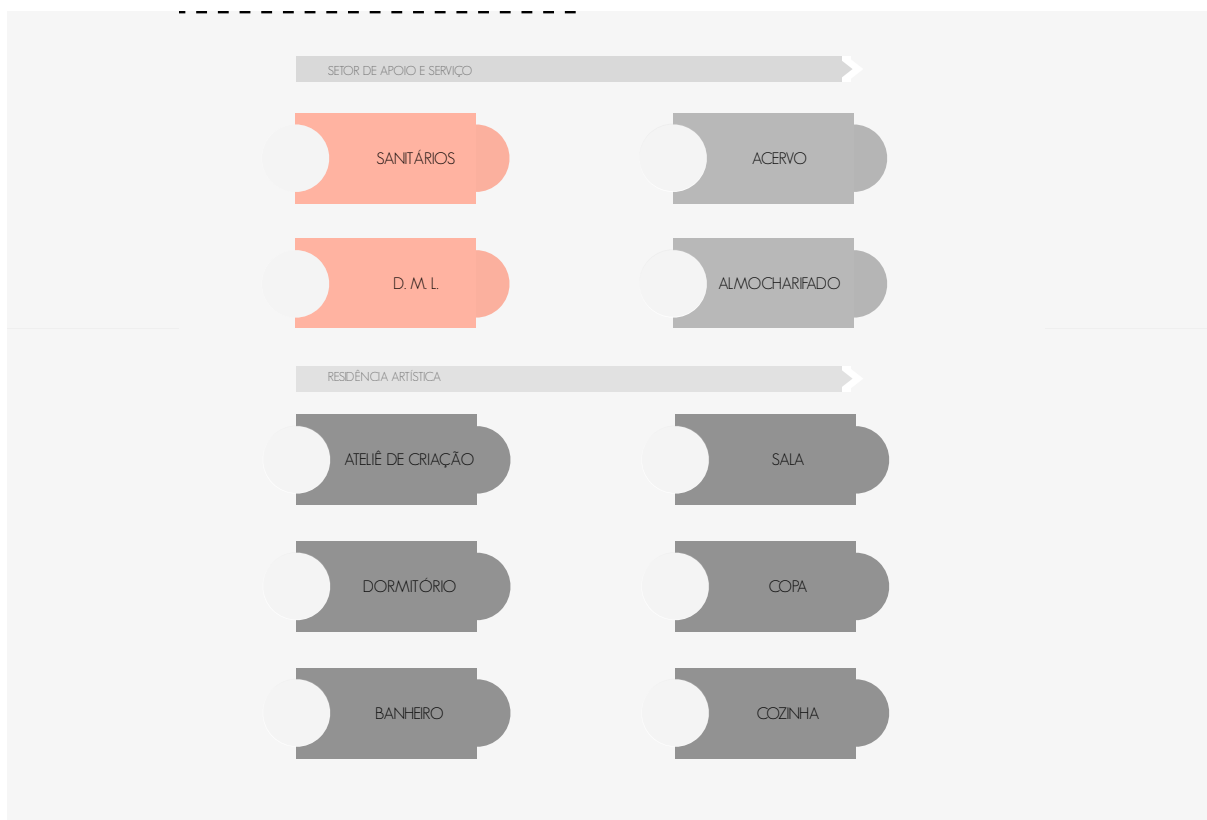 SETOR DE APOIO E SERVIÇO
SANITÁRIOS
ACERVO
D. M. L.
ALMOCHARIFADO
RESIDÊNCIA ARTÍSTICA
ATELIÊ DE CRIAÇÃO
SALA
DORMITÓRIO
COPA
BANHEIRO
COZINHA